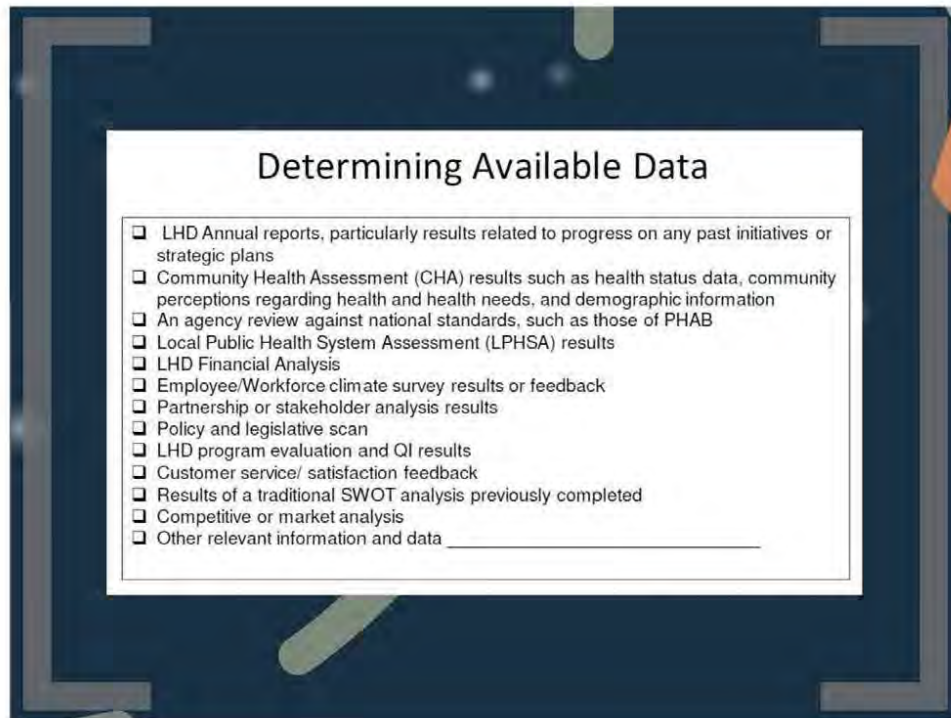 Determining Available Data
❑ LHD Annual reports, particularly results related to progress on any past initiatives or
strategic plans
❑ Community Health Assessment (CHA) results such as health status data, community
perceptions regarding health and health needs, and demographic information
❑ An agency review against national standards, such as those of PHAB
❑ Local Public Health System Assessment (LPHSA) results
❑ LHD Financial Analysis
❑ Employee/Workforce climate survey results or feedback
❑ Partnership or stakeholder analysis results
❑ Policy and legislative scan
❑ LHD program evaluation and QI results
❑ Customer service/ satisfaction feedback
❑ Results of a traditional SWOT analysis previously completed
❑ Competitive or market analysis
❑ Other relevant information and data ________________________________